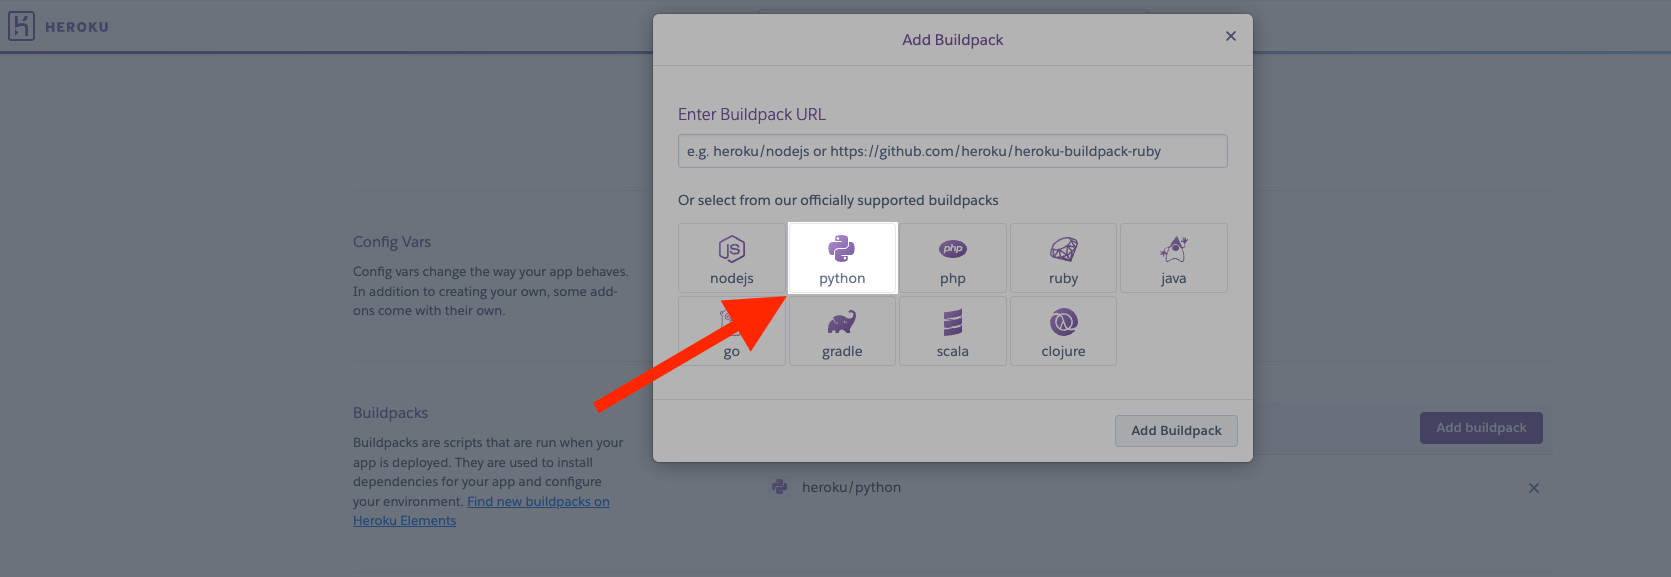 HEROKU
Add Buildpack
Enter Buildpack URL
e.g. heroku/nodejs or https://github.com/heroku/heroku-buildpack-ruby
Or select from our officially supported buildpacks
JS
php
nodejs
python
php
ruby
java
go
gradle
scala
clojure
Add Buildpack
Config Vars
Config vars change the way your app behaves.
In addition to creating your own, some add-
ons come with their own.
Buildpacks
Buildpacks are scripts that are run when your
app is deployed. They are used to install
dependencies for your app and configure
your environment. Find new buildpacks on
Heroku Elements
Add buildpack
heroku/python